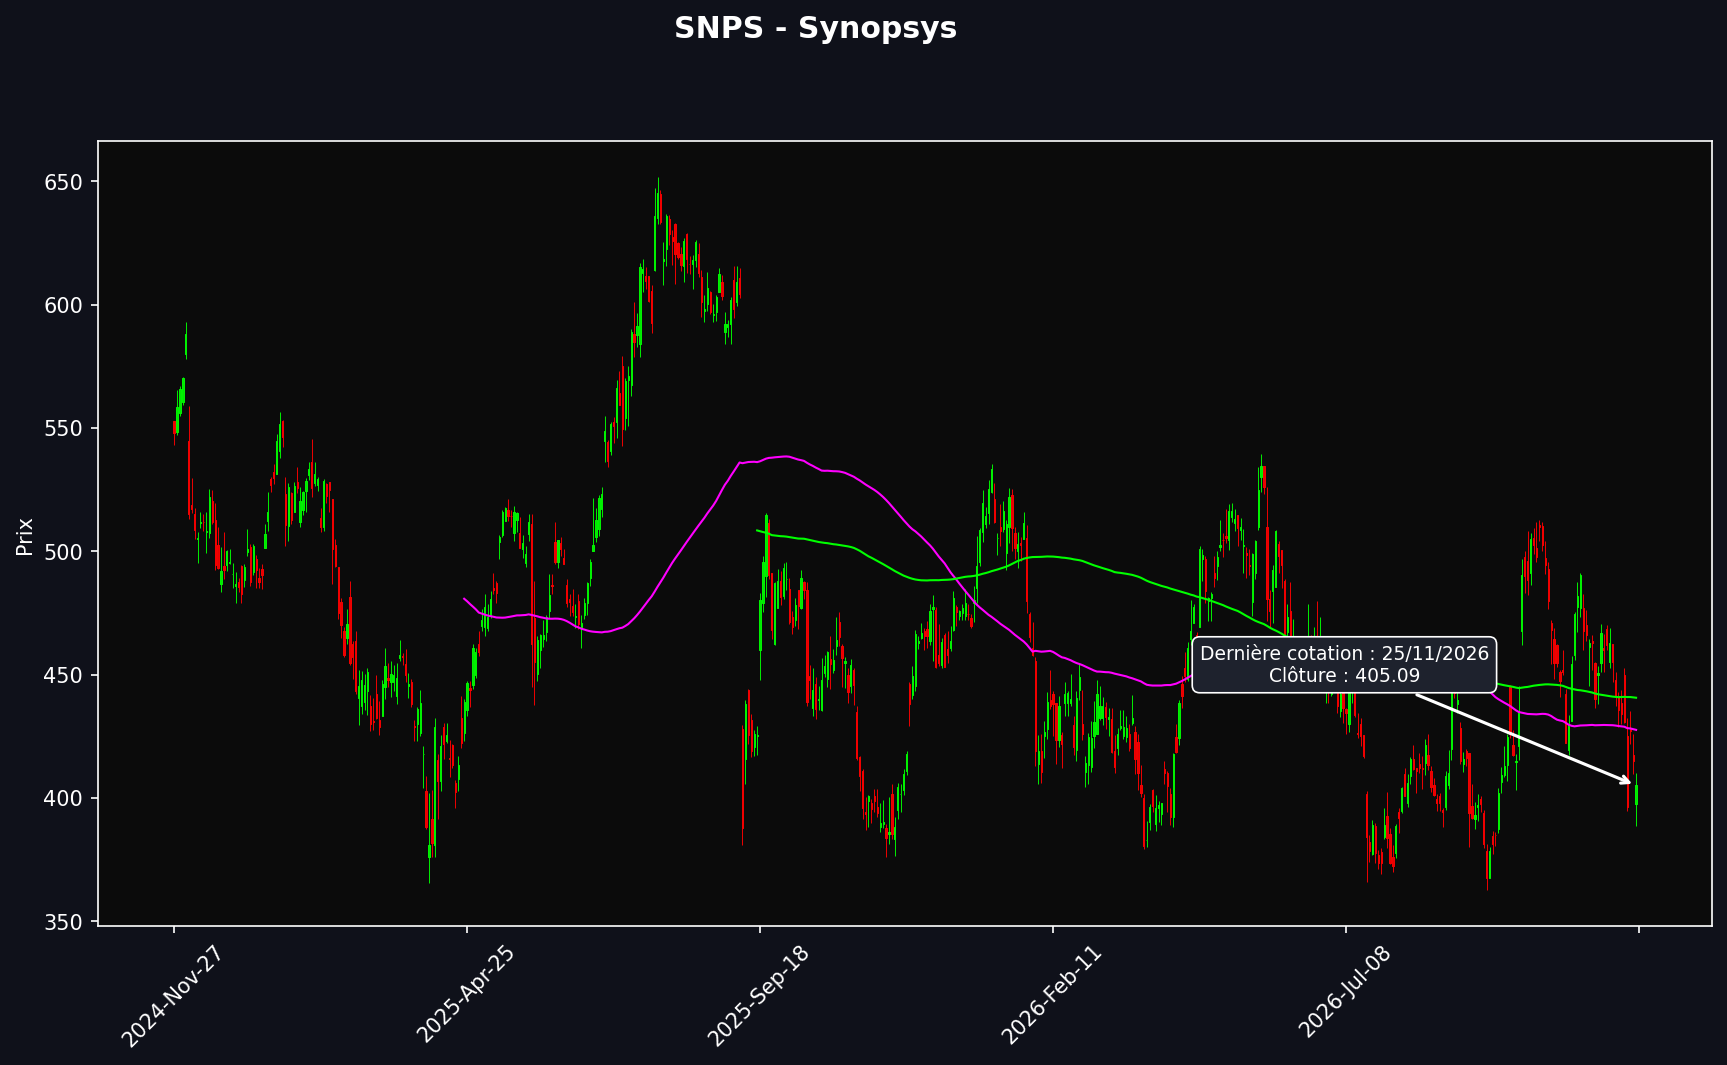 SNPS - Synopsys
650
600
550
500
450
400
350
Prix
Dernière cotation : 25/11/2026
Clôture : 405.09
2024-Nov-27
2025-Apr-25
2025-Sep-18
2026-Feb-11
2026-Jul-08